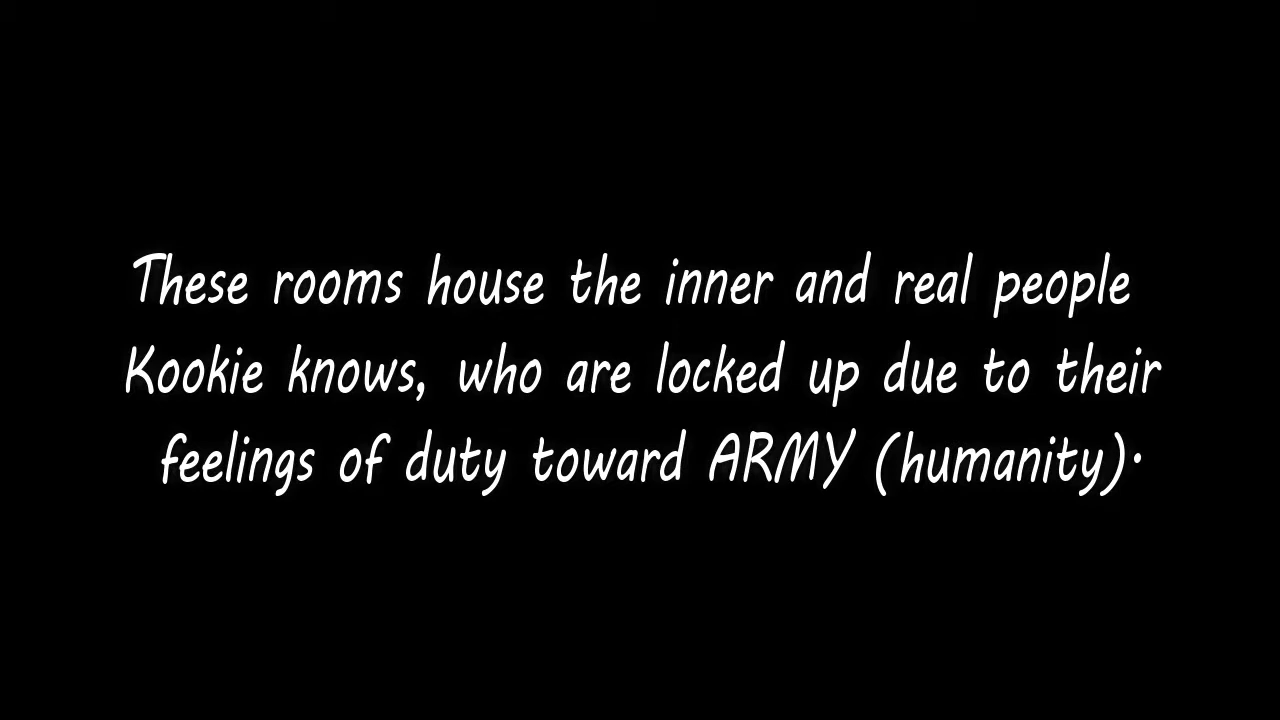 These rooms house the inner and real people
Kookie knows, who are locked up due to their
feelings of duty toward ARMY (humanity).